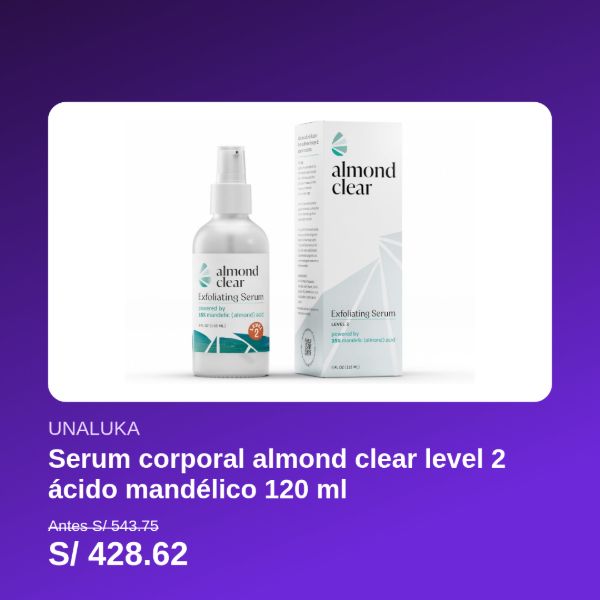 almond
clear
Exfoliating Serum
powered by
15% mandelic (almond) acid
LEVEL
2
almond
clear
Exfoliating Serum
LEVEL 2
powered by
15% mandelic (almond) acid
UNALUKA
Serum corporal almond clear level 2
ácido mandélico 120 ml
Antes S/ 543.75
S/ 428.62